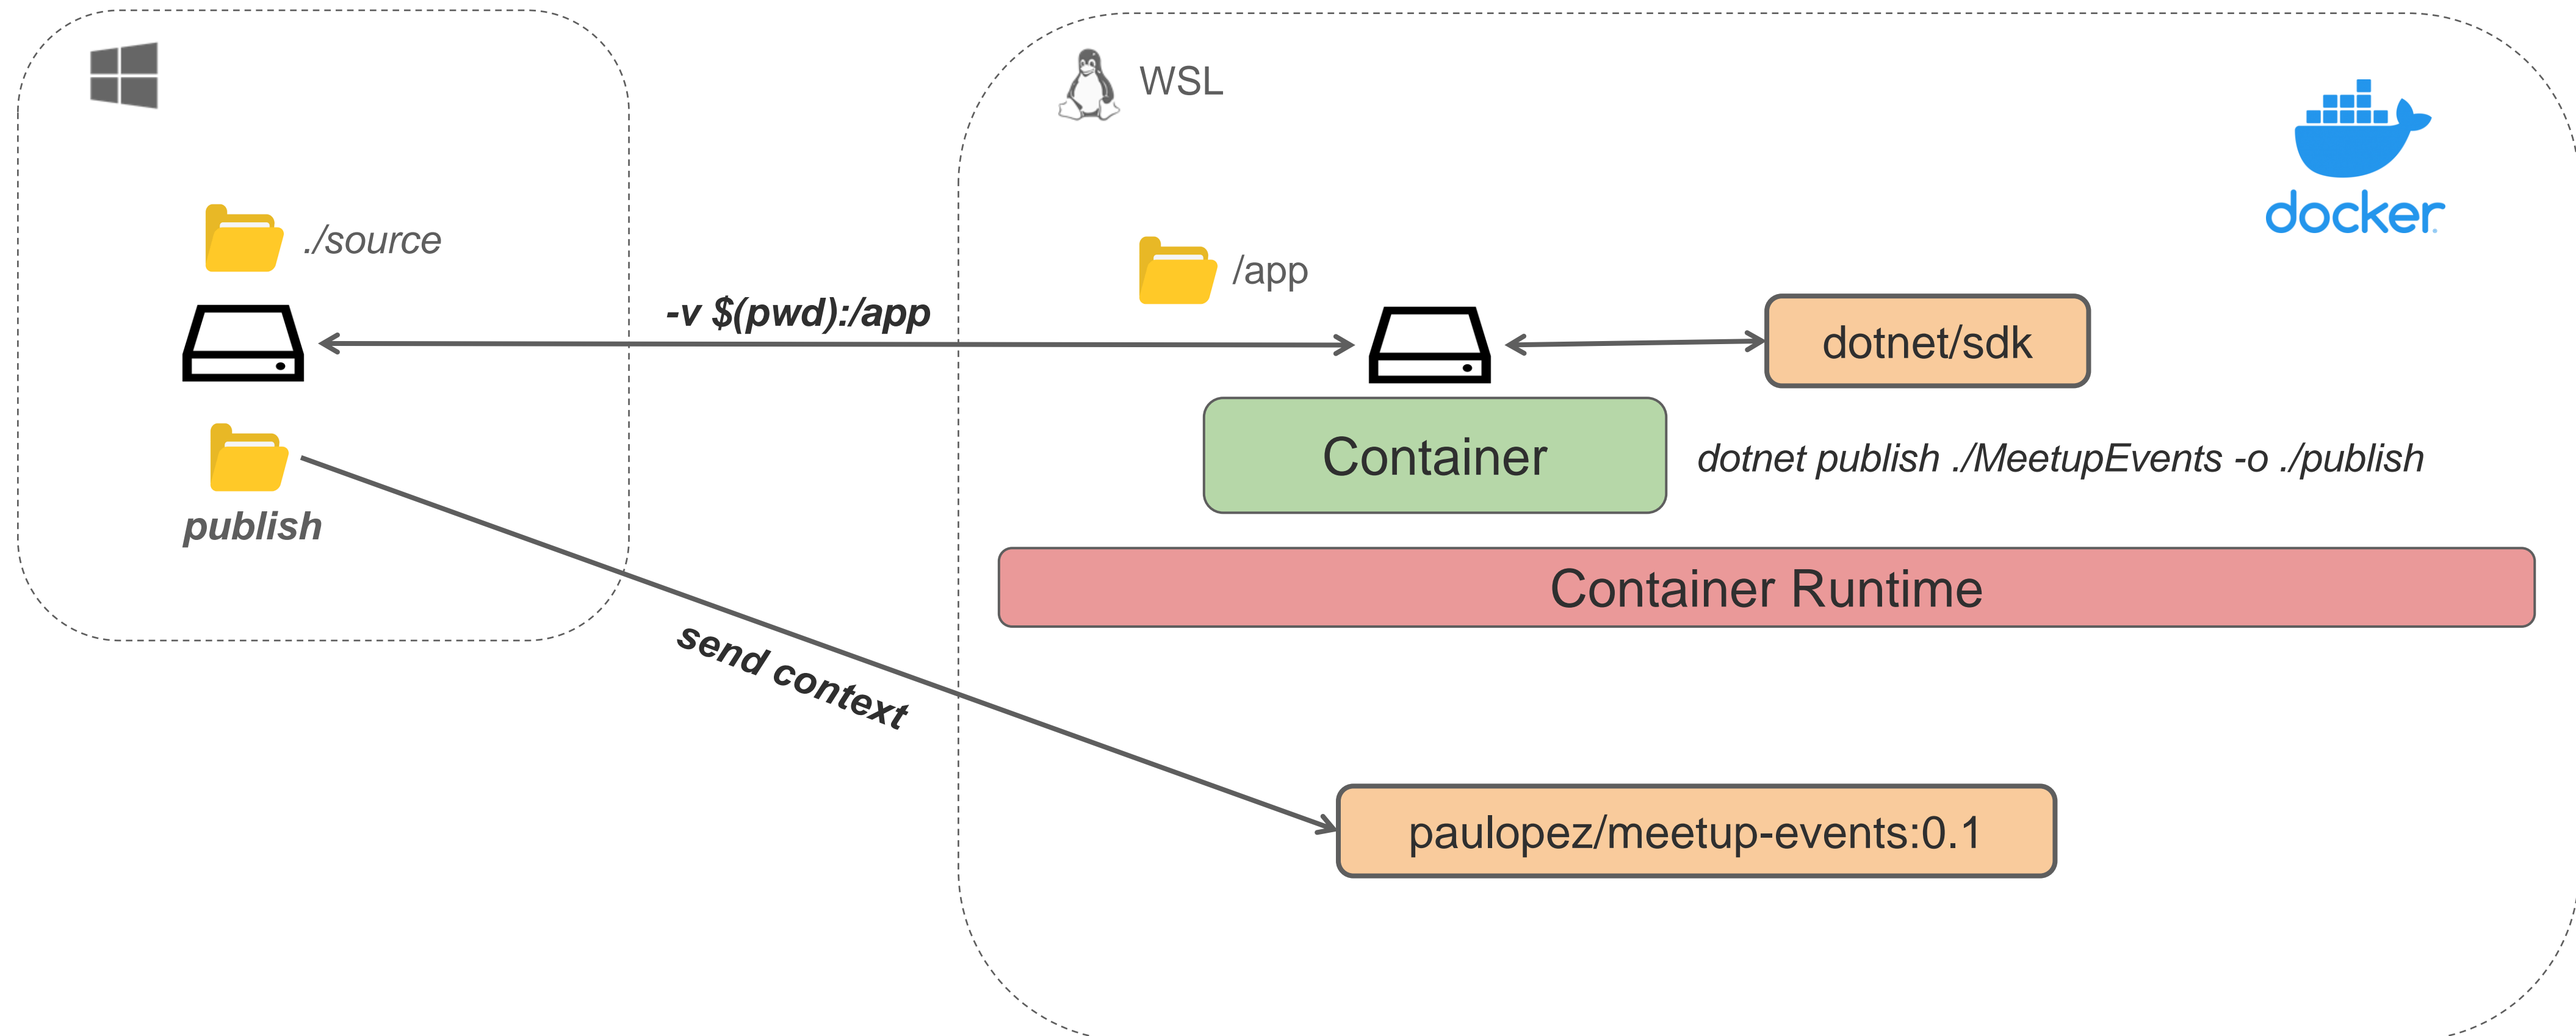 WSL
docker
./source
/app
-v $(pwd):/app
dotnet/sdk
Container
dotnet publish ./MeetupEvents -o ./publish
publish
Container Runtime
send context
paulopez/meetup-events:0.1